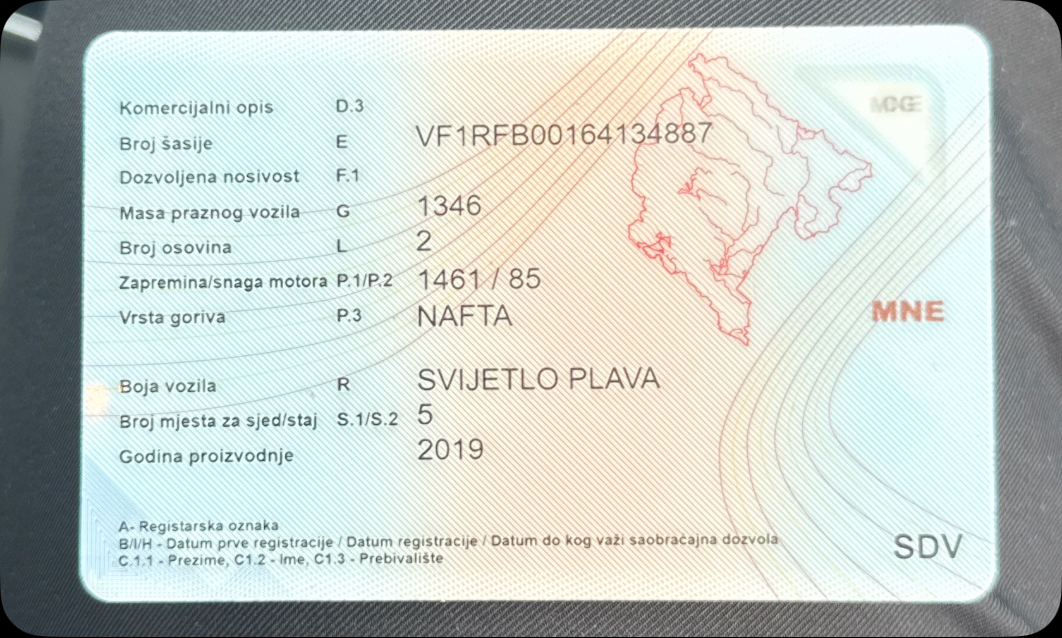 MNE
Komercijalni opis D.3
Broj šasije E VF1RFB00164134887
Dozvoljena nosivost F.1
Masa praznog vozila G 1346
Broj osovina L 2
Zapremina/snaga motora P.1/P.2 1461 / 85
Vrsta goriva P.3 NAFTA
Boja vozila R SVIJETLO PLAVA
Broj mjesta za sjed/staj S.1/S.2 5
Godina proizvodnje 2019
A- Registarska oznaka
B/I/H - Datum prve registracije / Datum registracije / Datum do kog važi saobraćajna dozvola
C.1.1 - Prezime, C1.2 - Ime, C1.3 - Prebivalište
SDV